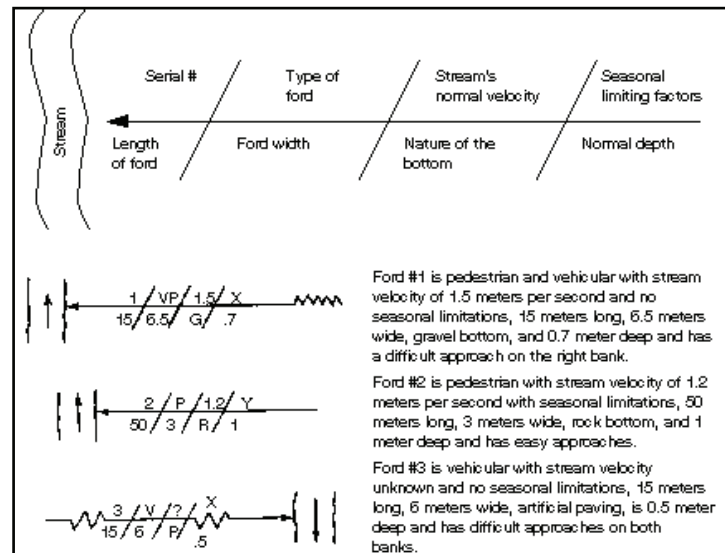 Serial #
Type of
ford
Stream's
normal velocity
Seasonal
limiting factors
Stream
Length
of ford
Ford width
Nature of the
bottom
Normal depth
1 / VP / 1.5 / X
15 / 6.5 / G / .7
Ford #1 is pedestrian and vehicular with stream
velocity of 1.5 meters per second and no
seasonal limitations, 15 meters long, 6.5 meters
wide, gravel bottom, and 0.7 meter deep and has
a difficult approach on the right bank.
2 / P / 1.2 / Y
50 / 3 / R / 1
Ford #2 is pedestrian with stream velocity of 1.2
meters per second with seasonal limitations, 50
meters long, 3 meters wide, rock bottom, and 1
meter deep and has easy approaches.
3 / V / ? / X
15 / 6 / P / .5
Ford #3 is vehicular with stream velocity
unknown and no seasonal limitations, 15 meters
long, 6 meters wide, artificial paving, is 0.5 meter
deep and has difficult approaches on both
banks.